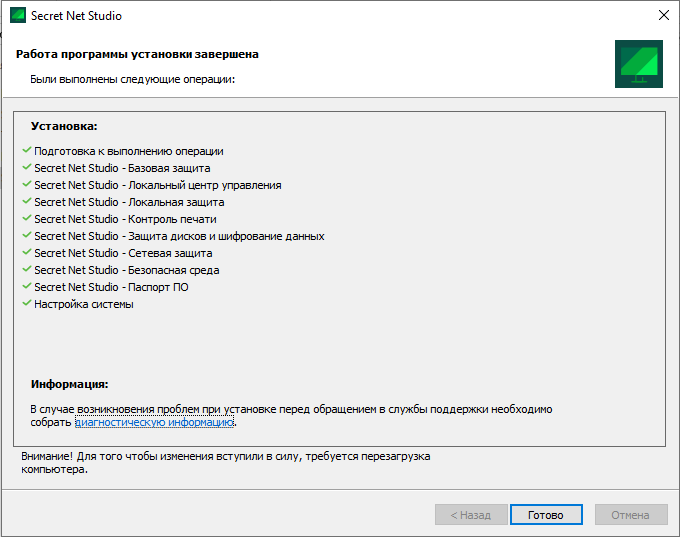 Secret Net Studio
Работа программы установки завершена
Были выполнены следующие операции:
Установка:
Подготовка к выполнению операции
Secret Net Studio - Базовая защита
Secret Net Studio - Локальный центр управления
Secret Net Studio - Локальная защита
Secret Net Studio - Контроль печати
Secret Net Studio - Защита дисков и шифрование данных
Secret Net Studio - Сетевая защита
Secret Net Studio - Безопасная среда
Secret Net Studio - Паспорт ПО
Настройка системы
Информация:
В случае возникновения проблем при установке перед обращением в службы поддержки необходимо
собрать диагностическую информацию.
Внимание! Для того чтобы изменения вступили в силу, требуется перезагрузка
компьютера.
< Назад
Готово
Отмена